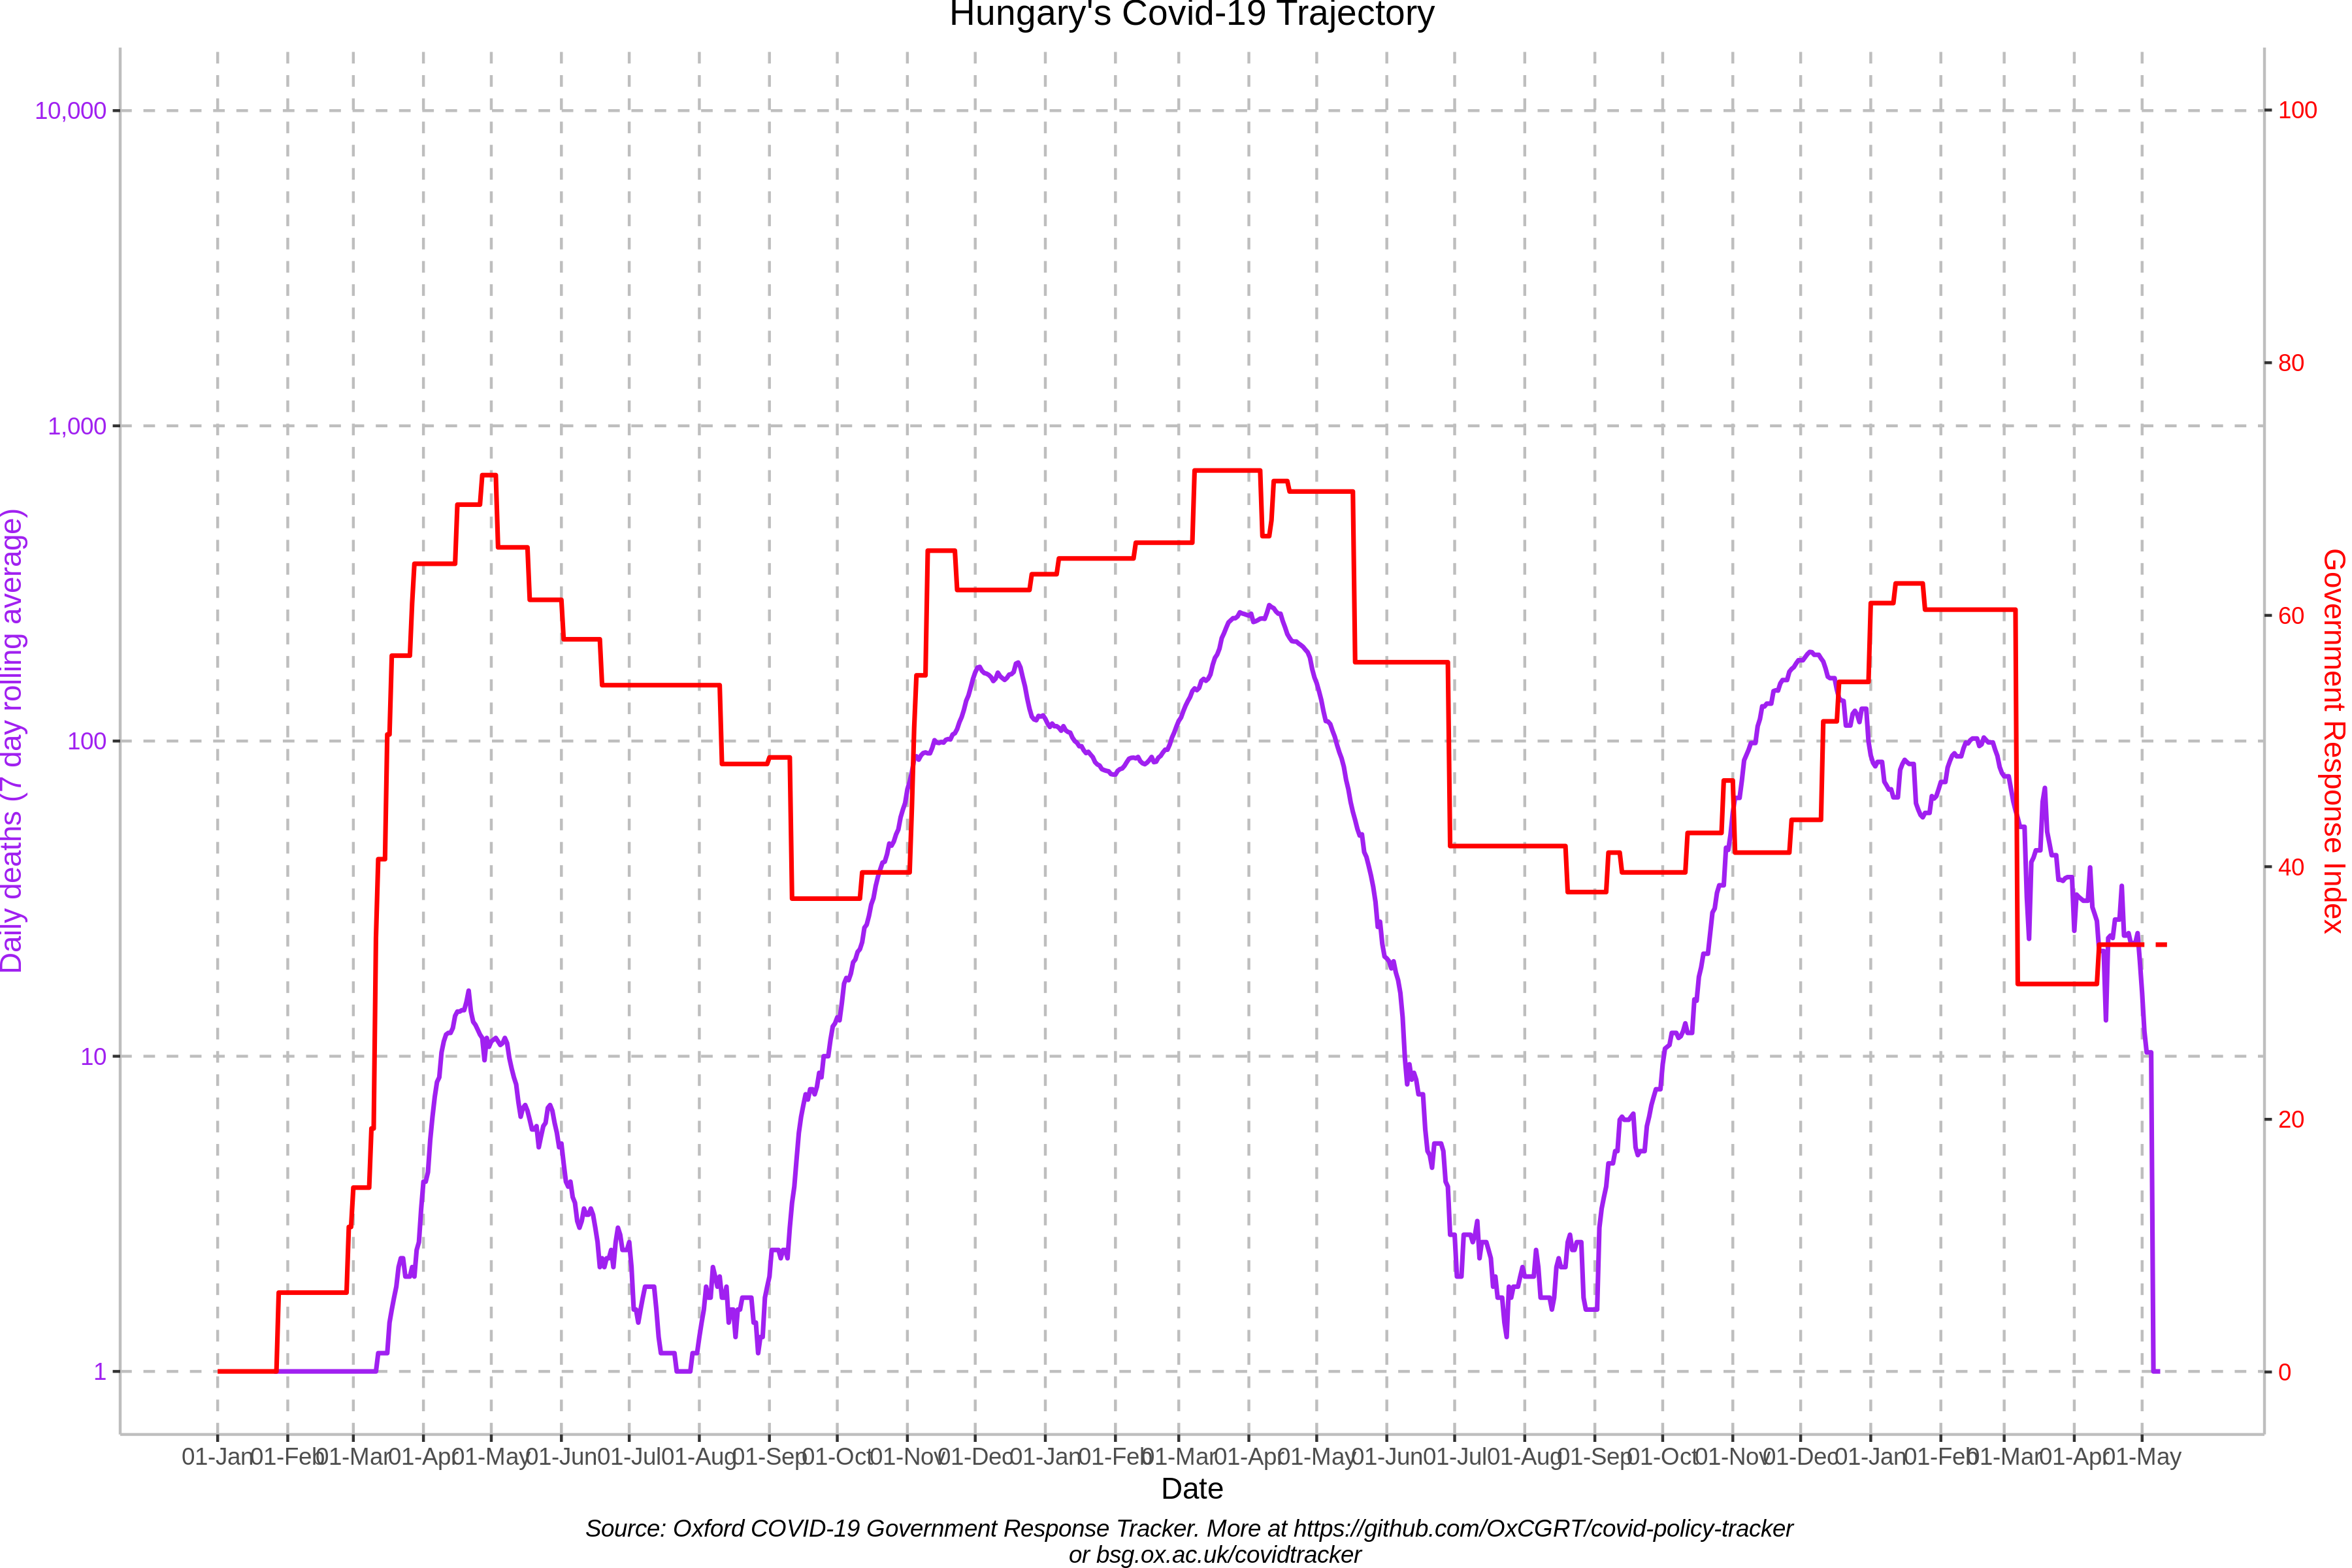 Hungary's Covid-19 Trajectory
10,000
1,000
100
10
1
Daily deaths (7 day rolling average)
100
80
60
40
20
0
Government Response Index
01-Jan 01-Feb 01-Mar 01-Apr 01-May 01-Jun 01-Jul 01-Aug 01-Sep 01-Oct 01-Nov 01-Dec 01-Jan 01-Feb 01-Mar 01-Apr 01-May 01-Jun 01-Jul 01-Aug 01-Sep 01-Oct 01-Nov 01-Dec 01-Jan 01-Feb 01-Mar 01-Apr 01-May
Date
Source: Oxford COVID-19 Government Response Tracker. More at https://github.com/OxCGRT/covid-policy-tracker
or bsg.ox.ac.uk/covidtracker